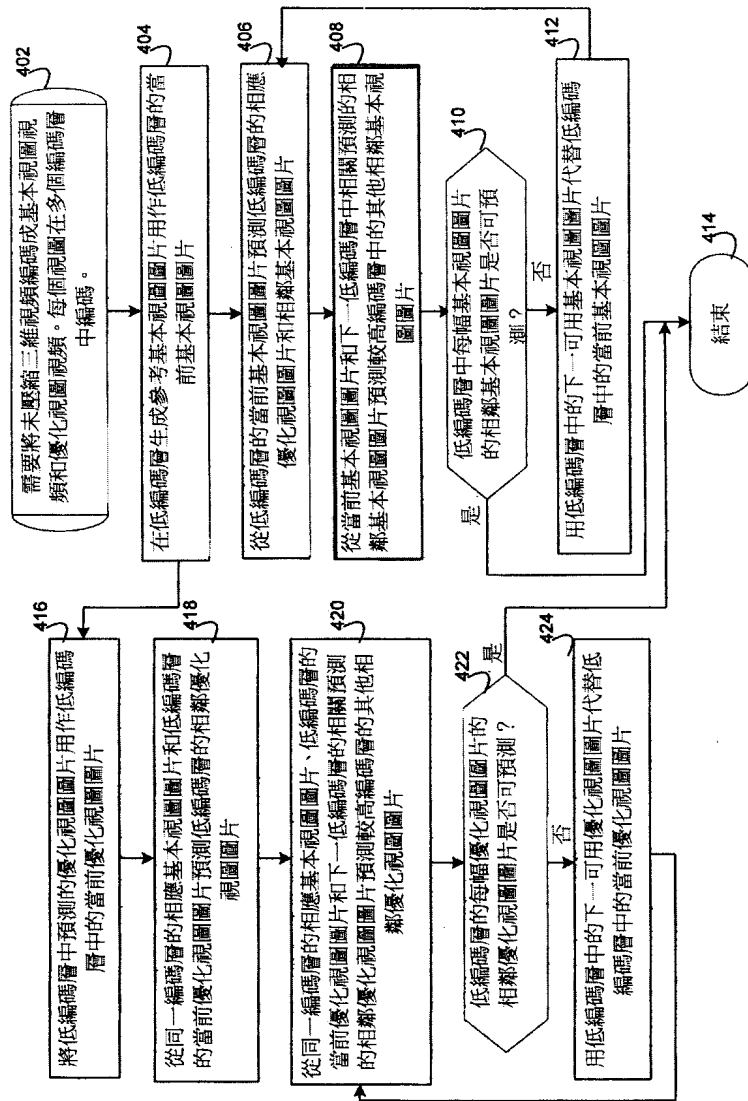 402
需要將未壓縮三維視頻編碼成基本視圖視
頻和優化視圖視頻。每個視圖在多個編碼層
中編碼。
404
在低編碼層生成參考基本視圖圖片用作低編碼層的當
前基本視圖圖片
406
從低編碼層的當前基本視圖圖片預測低編碼層的相應
優化視圖圖片和相鄰基本視圖圖片
408
從當前基本視圖圖片和下一低編碼層中相關預測的相
鄰基本視圖圖片預測較高編碼層中的其他相鄰基本視
圖圖片
410
低編碼層中每幅基本視圖圖片
的相鄰基本視圖圖片是否可預
測？
是
否
412
用低編碼層中的下一可用基本視圖圖片代替低編碼
層中的當前基本視圖圖片
414
結束
416
將低編碼層中預測的優化視圖圖片用作低編碼
層中的當前優化視圖圖片
418
從同一編碼層的相應基本視圖圖片和低編碼層
的當前優化視圖圖片預測低編碼層的相鄰優化
視圖圖片
420
從同一編碼層的相應基本視圖圖片、低編碼層的
當前優化視圖圖片和下一低編碼層的相關預測
的相鄰優化視圖圖片預測較高編碼層的其他相
鄰優化視圖圖片
422
低編碼層的每幅優化視圖圖片的
相鄰優化視圖圖片是否可預測？
是
否
424
用低編碼層中的下一可用優化視圖圖片代替低
編碼層中的當前優化視圖圖片